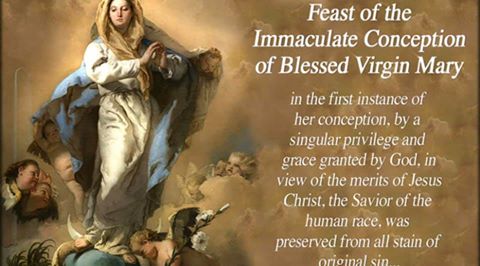 Feast of the
Immaculate Conception
of Blessed Virgin Mary
in the first instance of
her conception, by a
singular privilege and
grace granted by God, in
view of the merits of Jesus
Christ, the Savior of the
human race, was
preserved from all stain of
original sin...